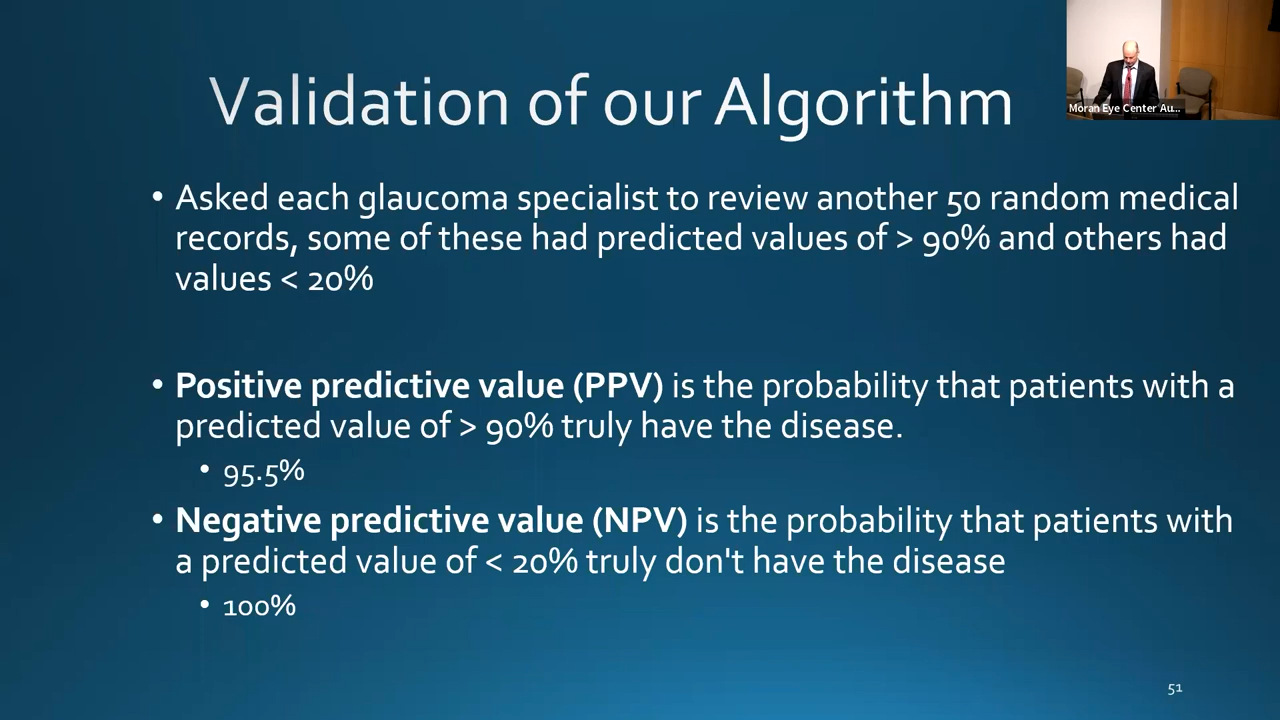 Validation of our Algorithm
Moran Eye Center Au...
• Asked each glaucoma specialist to review another 50 random medical
records, some of these had predicted values of > 90% and others had
values < 20%
• Positive predictive value (PPV) is the probability that patients with a
predicted value of > 90% truly have the disease.
• 95.5%
• Negative predictive value (NPV) is the probability that patients with
a predicted value of < 20% truly don't have the disease
• 100%
51